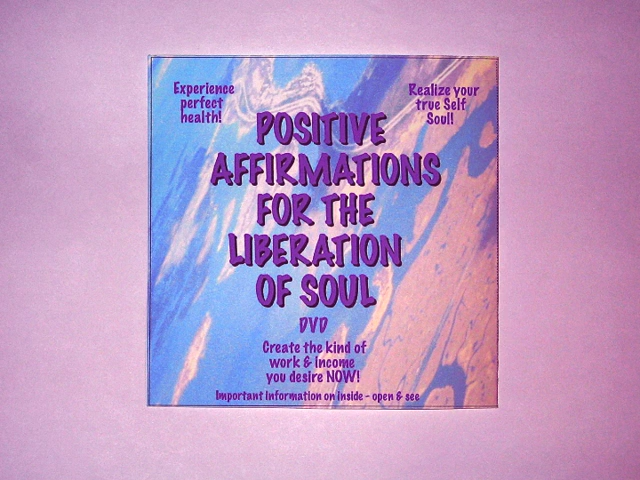 Experience
perfect
health!
Realize your
true Self
Soul!
POSITIVE
AFFIRMATIONS
FOR THE
LIBERATION
OF SOUL
DVD
Create the kind of
work & income
you desire NOW!
Important information on inside - open & see